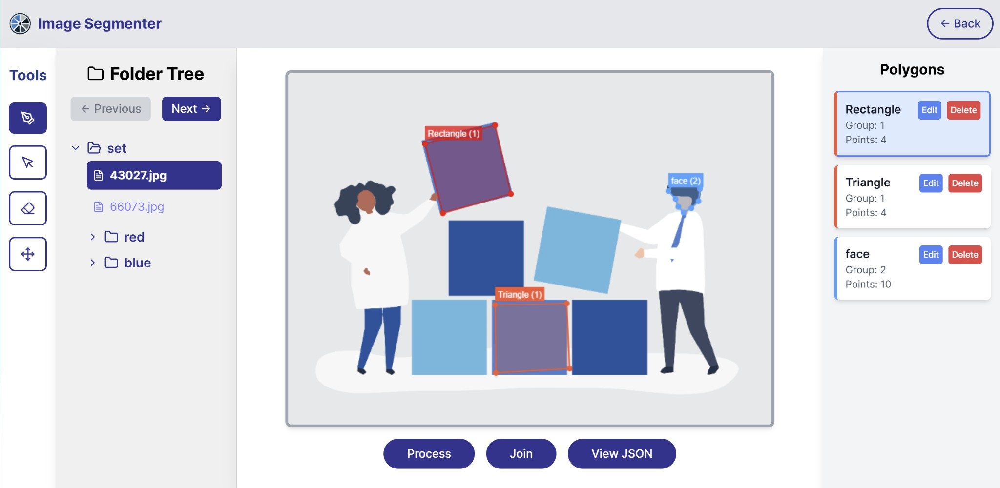 Image Segmenter
← Back
Tools
Folder Tree
← Previous
Next →
set
43027.jpg
66073.jpg
red
blue
Rectangle (1)
face (2)
Triangle (1)
Process
Join
View JSON
Polygons
Rectangle
Edit
Delete
Group: 1
Points: 4
Triangle
Edit
Delete
Group: 1
Points: 4
face
Edit
Delete
Group: 2
Points: 10